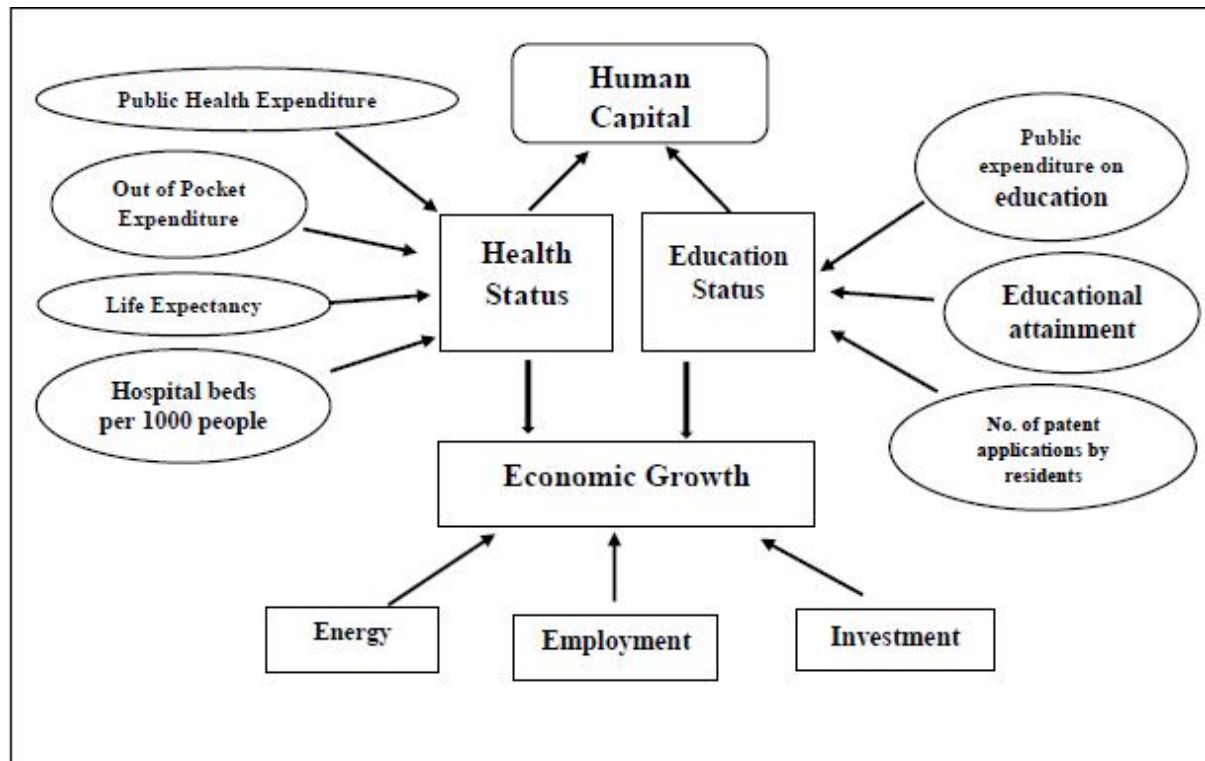 Human
Capital
Public Health Expenditure
Out of Pocket
Expenditure
Life Expectancy
Hospital beds
per 1000 people
Health
Status
Education
Status
Public
expenditure on
education
Educational
attainment
No. of patent
applications by
residents
Economic Growth
Energy
Employment
Investment